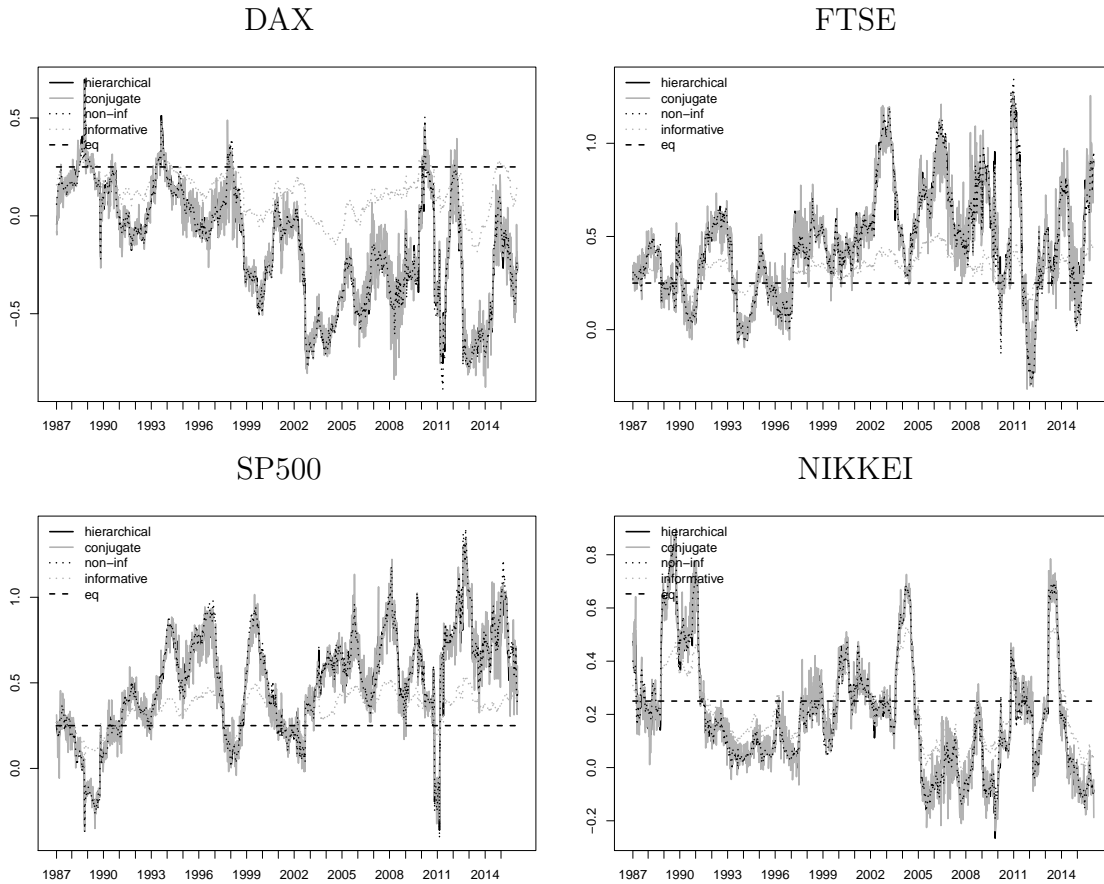 DAX
hierarchical
conjugate
non-inf
informative
eq
0.5
0.0
−0.5
1987 1990 1993 1996 1999 2002 2005 2008 2011 2014
FTSE
hierarchical
conjugate
non-inf
informative
eq
1.0
0.5
0.0
1987 1990 1993 1996 1999 2002 2005 2008 2011 2014
SP500
hierarchical
conjugate
non-inf
informative
eq
1.0
0.5
0.0
1987 1990 1993 1996 1999 2002 2005 2008 2011 2014
NIKKEI
hierarchical
conjugate
non-inf
informative
eq
0.8
0.6
0.4
0.2
0.0
−0.2
1987 1990 1993 1996 1999 2002 2005 2008 2011 2014